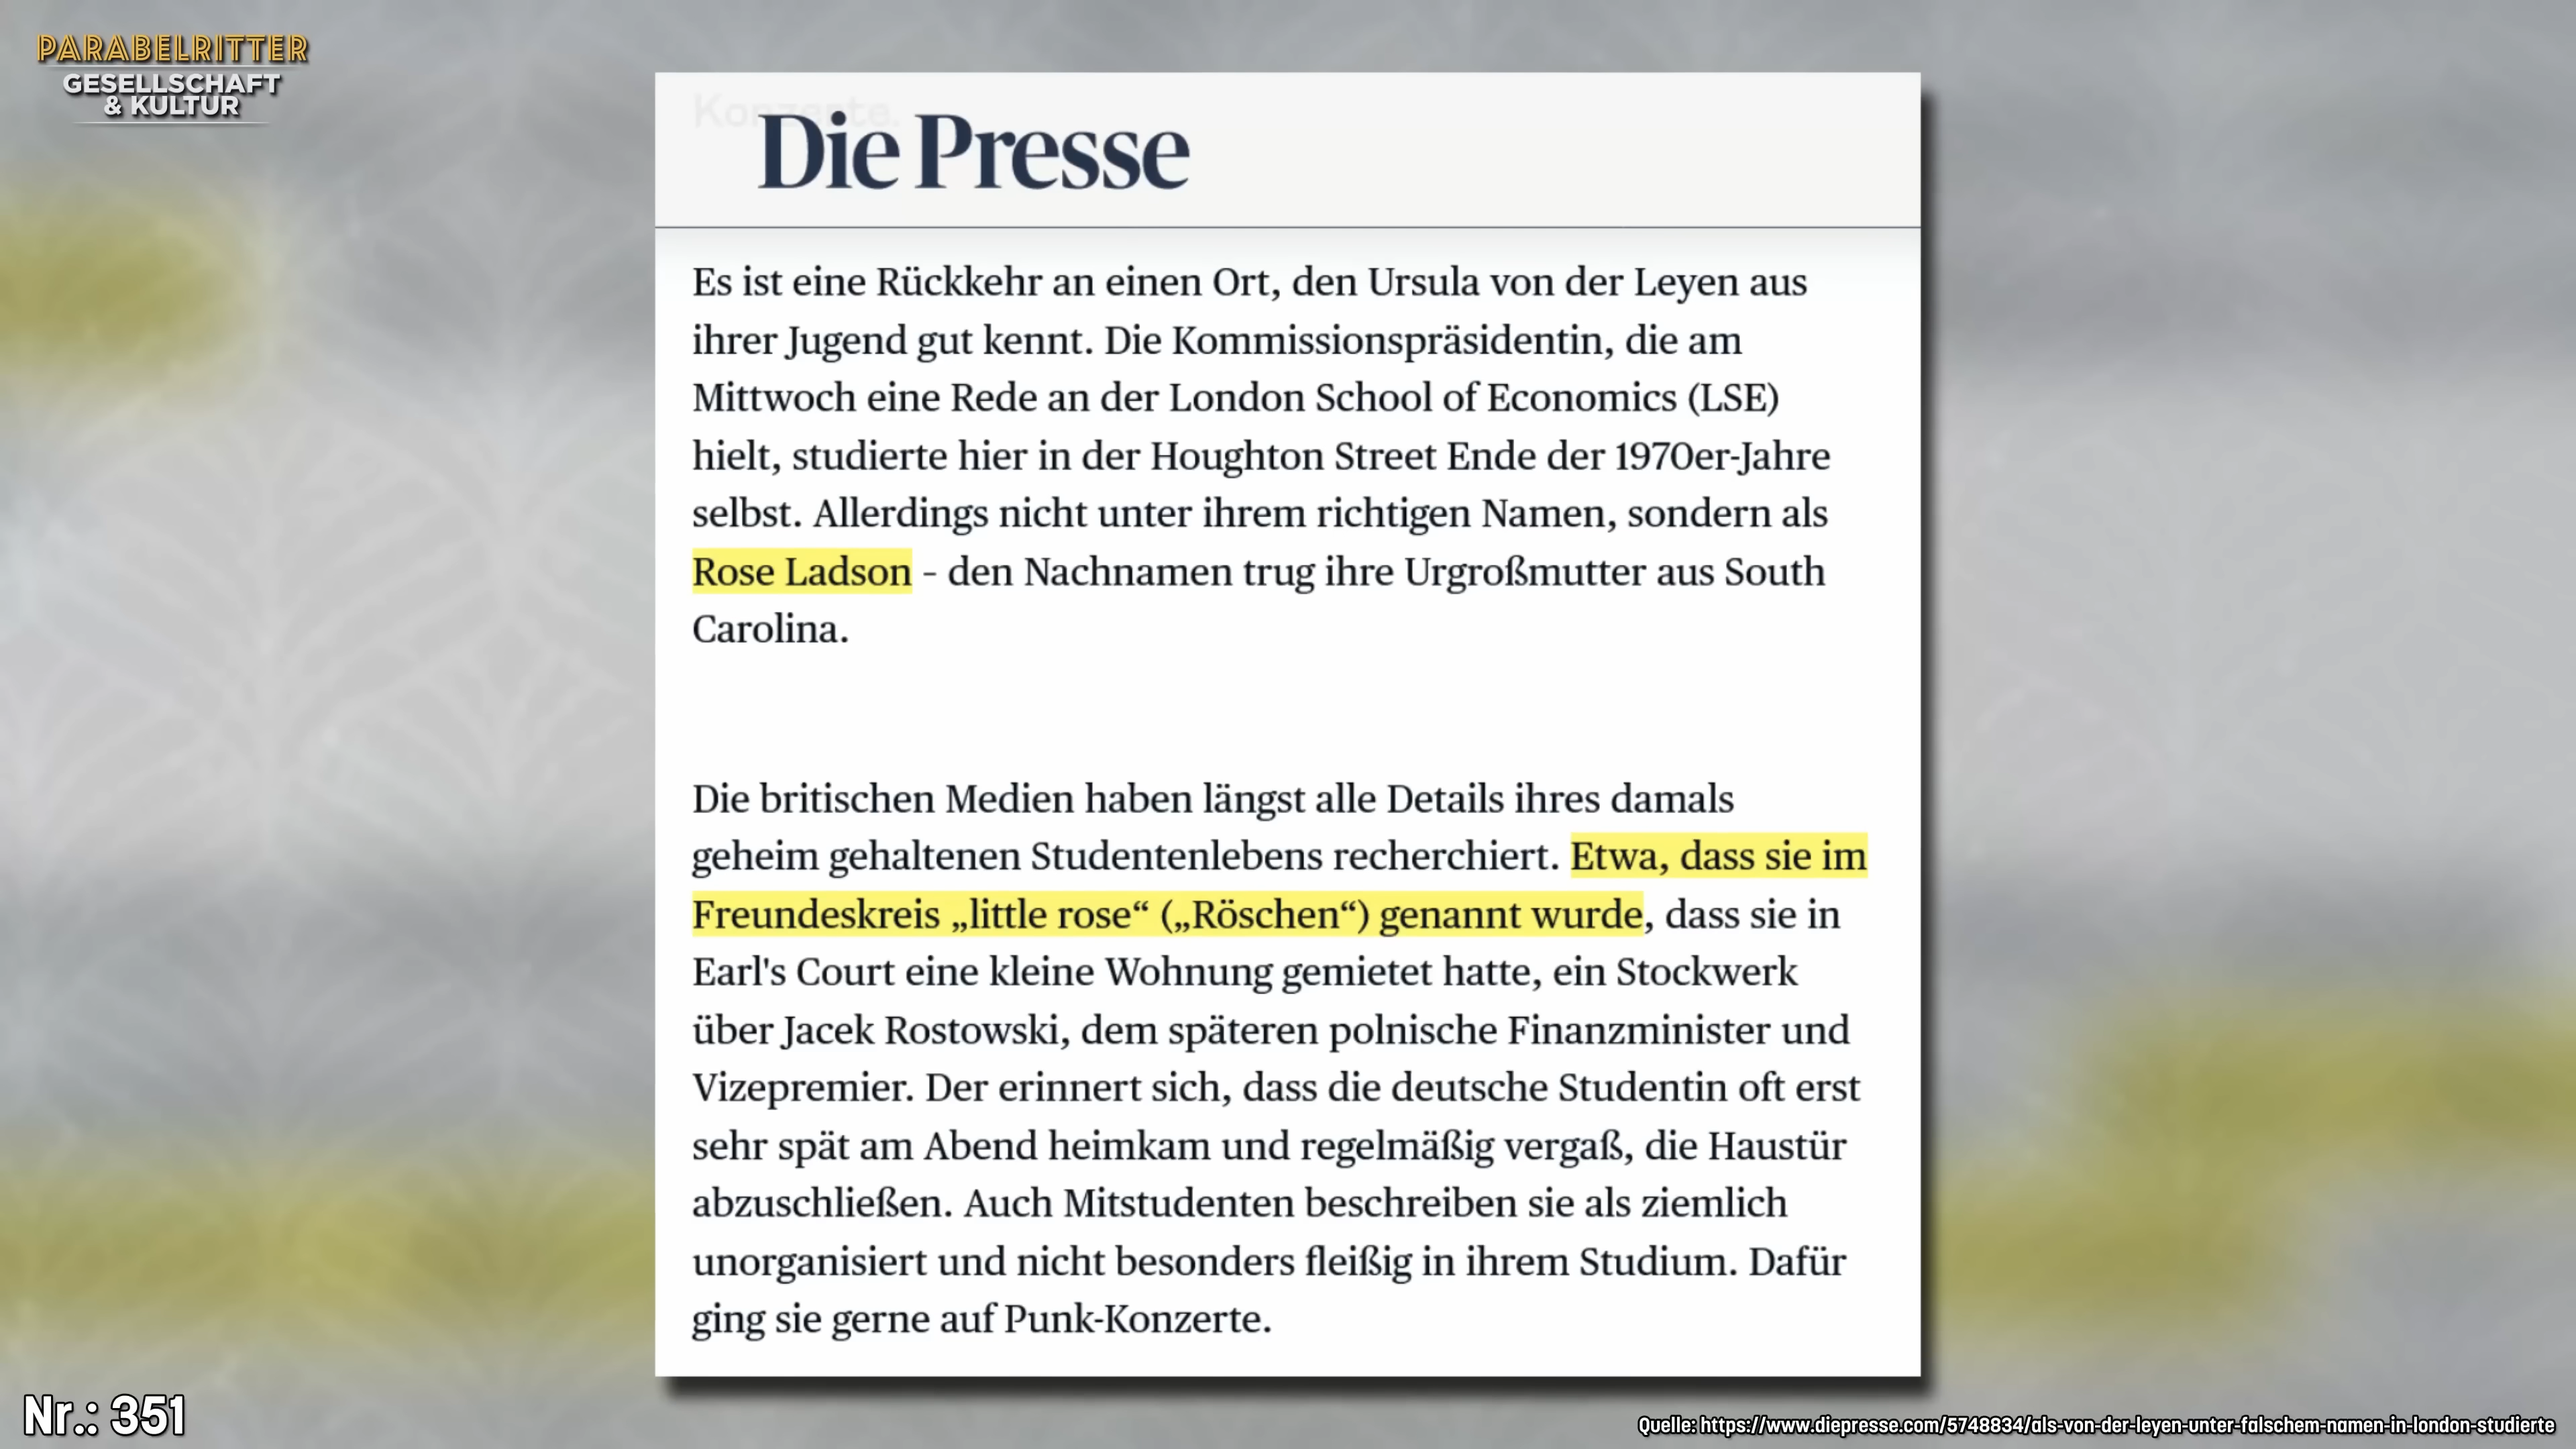 PARABELRITTER
GESELLSCHAFT
& KULTUR
Konzerte.
Die Presse
Es ist eine Rückkehr an einen Ort, den Ursula von der Leyen aus
ihrer Jugend gut kennt. Die Kommissionspräsidentin, die am
Mittwoch eine Rede an der London School of Economics (LSE)
hielt, studierte hier in der Houghton Street Ende der 1970er-Jahre
selbst. Allerdings nicht unter ihrem richtigen Namen, sondern als
Rose Ladson – den Nachnamen trug ihre Urgroßmutter aus South
Carolina.
Die britischen Medien haben längst alle Details ihres damals
geheim gehaltenen Studentenlebens recherchiert. Etwa, dass sie im
Freundeskreis „little rose“ („Röschen“) genannt wurde, dass sie in
Earl's Court eine kleine Wohnung gemietet hatte, ein Stockwerk
über Jacek Rostowski, dem späteren polnische Finanzminister und
Vizepremier. Der erinnert sich, dass die deutsche Studentin oft erst
sehr spät am Abend heimkam und regelmäßig vergaß, die Haustür
abzuschließen. Auch Mitstudenten beschreiben sie als ziemlich
unorganisiert und nicht besonders fleißig in ihrem Studium. Dafür
ging sie gerne auf Punk-Konzerte.
Nr.: 351
Quelle: https://www.diepresse.com/5748834/als-von-der-leyen-unter-falschem-namen-in-london-studierte